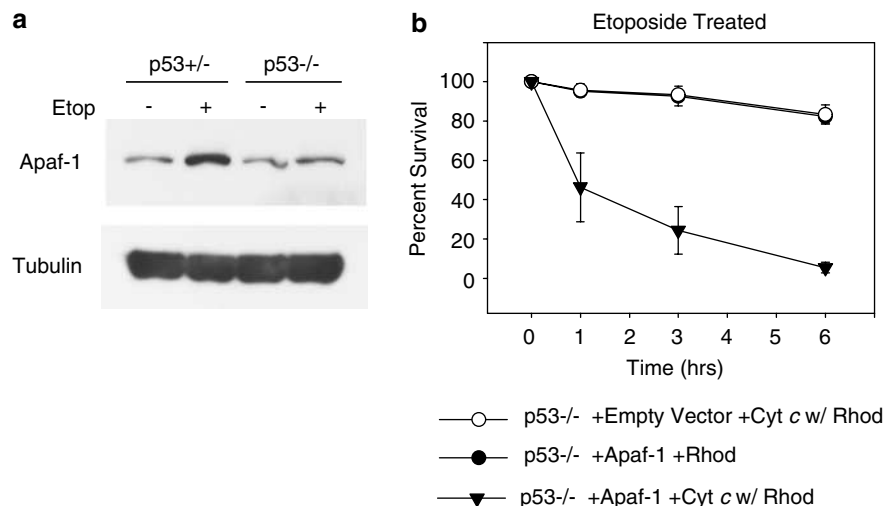 a
p53+/- p53-/-
Etop - + - +
Apaf-1
Tubulin
b
Etoposide Treated
Percent Survival
100
80
60
40
20
0
0 1 2 3 4 5 6
Time (hrs)
p53-/- +Empty Vector +Cyt c w/ Rhod
p53-/- +Apaf-1 +Rhod
p53-/- +Apaf-1 +Cyt c w/ Rhod